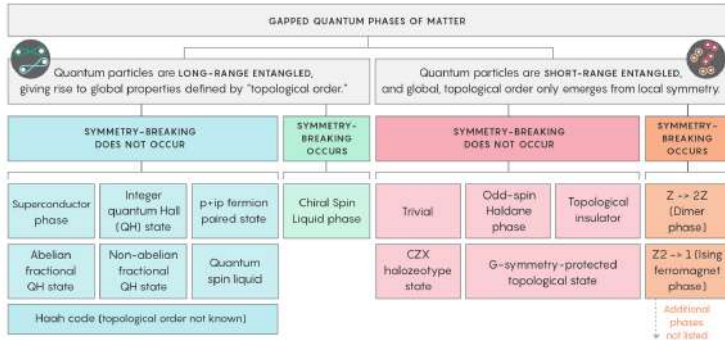 GAPPED QUANTUM PHASES OF MATTER
Quantum particles are LONG-RANGE ENTANGLED,
giving rise to global properties defined by "topological order."
Quantum particles are SHORT-RANGE ENTANGLED,
and global, topological order only emerges from local symmetry.
SYMMETRY-BREAKING
DOES NOT OCCUR
SYMMETRY-
BREAKING
OCCURS
SYMMETRY-BREAKING
DOES NOT OCCUR
SYMMETRY-
BREAKING
OCCURS
Superconductor
phase
Integer
quantum Hall
(QH) state
p+ip fermion
paired state
Chiral Spin
Liquid phase
Trivial
Odd-spin
Haldane
phase
Topological
insulator
Z -> 2Z
(Dimer
phase)
Abelian
fractional
QH state
Non-abelian
fractional
QH state
Quantum
spin liquid
CZX
halozeotype
state
G-symmetry-protected
topological state
Z2 -> 1 (Ising
ferromagnet
phase)
Haah code (topological order not known)
Additional
phases
not listed